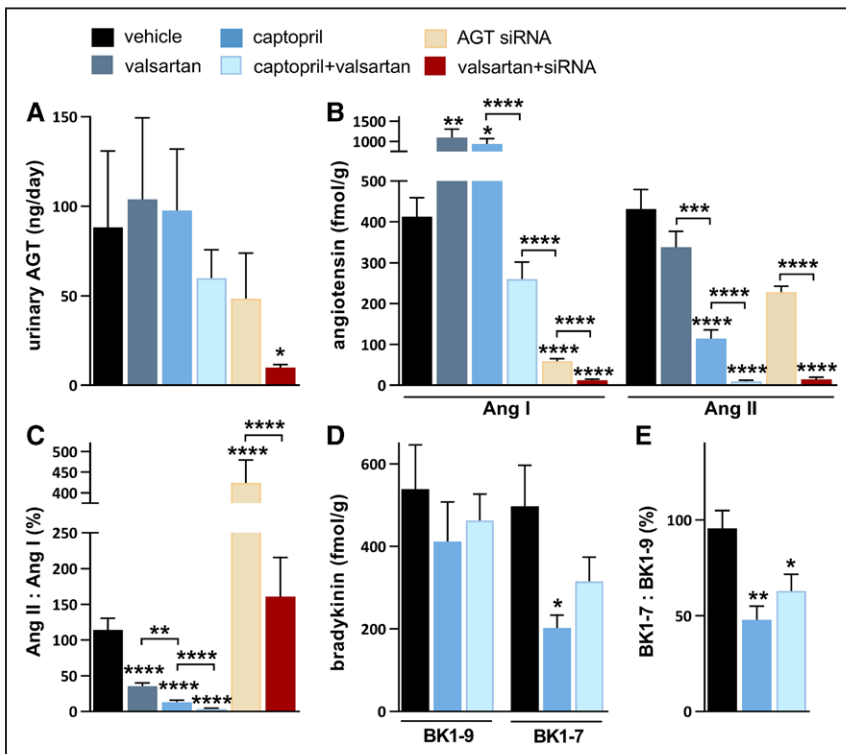 vehicle captopril AGT siRNA
valsartan captopril+valsartan valsartan+siRNA
A
urinary AGT (ng/day)
150
100
50
0
*
B
angiotensin (fmol/g)
1500
1000
500
400
300
200
100
0
** * ****
****
****
**** ****
***
****
****
**** **** ****
Ang I Ang II
C
Ang II : Ang I (%)
500
450
400
250
200
150
100
50
0
**** **** ****
**
****
****
****
D
bradykinin (fmol/g)
600
400
200
0
*
BK1-9 BK1-7
E
BK1-7 : BK1-9 (%)
100
50
0
** *